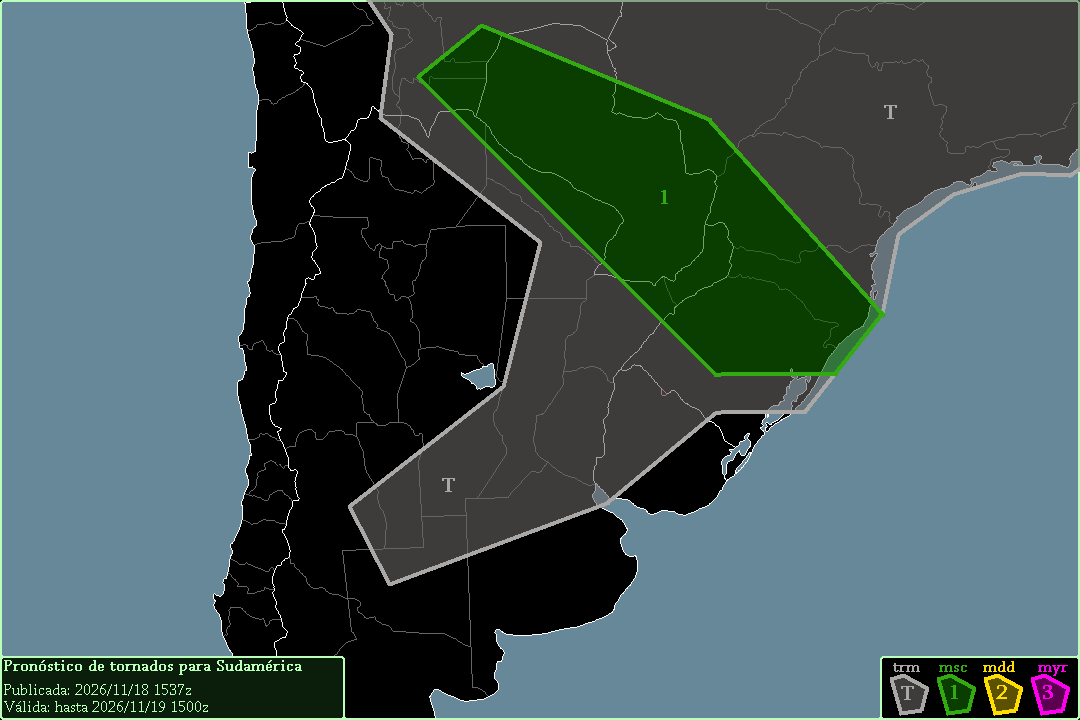 T
1
T
Pronóstico de tornados para Sudamérica
Publicada: 2026/11/18 1537z
Válida: hasta 2026/11/19 1500z
trm msc mdd myr
T 1 2 3